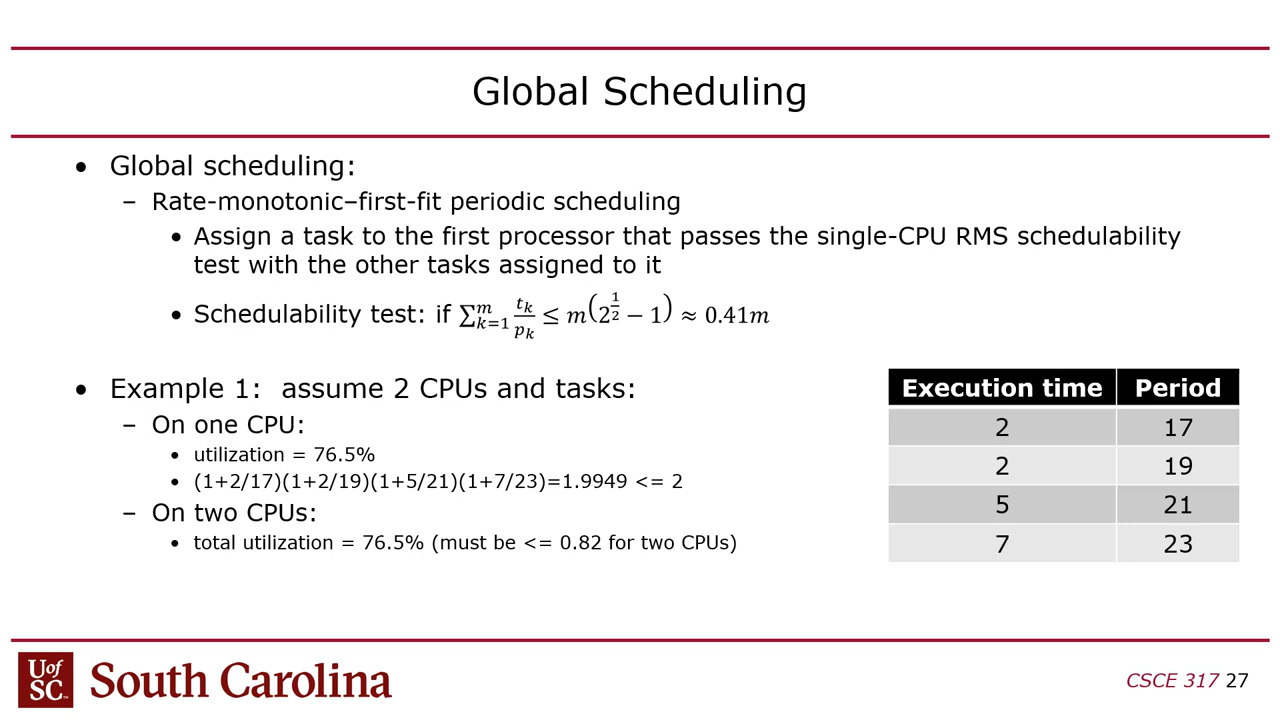 Global Scheduling
• Global scheduling:
– Rate-monotonic–first-fit periodic scheduling
• Assign a task to the first processor that passes the single-CPU RMS schedulability
test with the other tasks assigned to it
• Schedulability test: if ∑ₖ₌₁ᵐ tₖ/pₖ ≤ m(2^(1/2) − 1) ≈ 0.41m
• Example 1: assume 2 CPUs and tasks:
– On one CPU:
• utilization = 76.5%
• (1+2/17)(1+2/19)(1+5/21)(1+7/23)=1.9949 <= 2
– On two CPUs:
• total utilization = 76.5% (must be <= 0.82 for two CPUs)
Execution time Period
2 17
2 19
5 21
7 23
UofSC™ South Carolina
CSCE 317 27